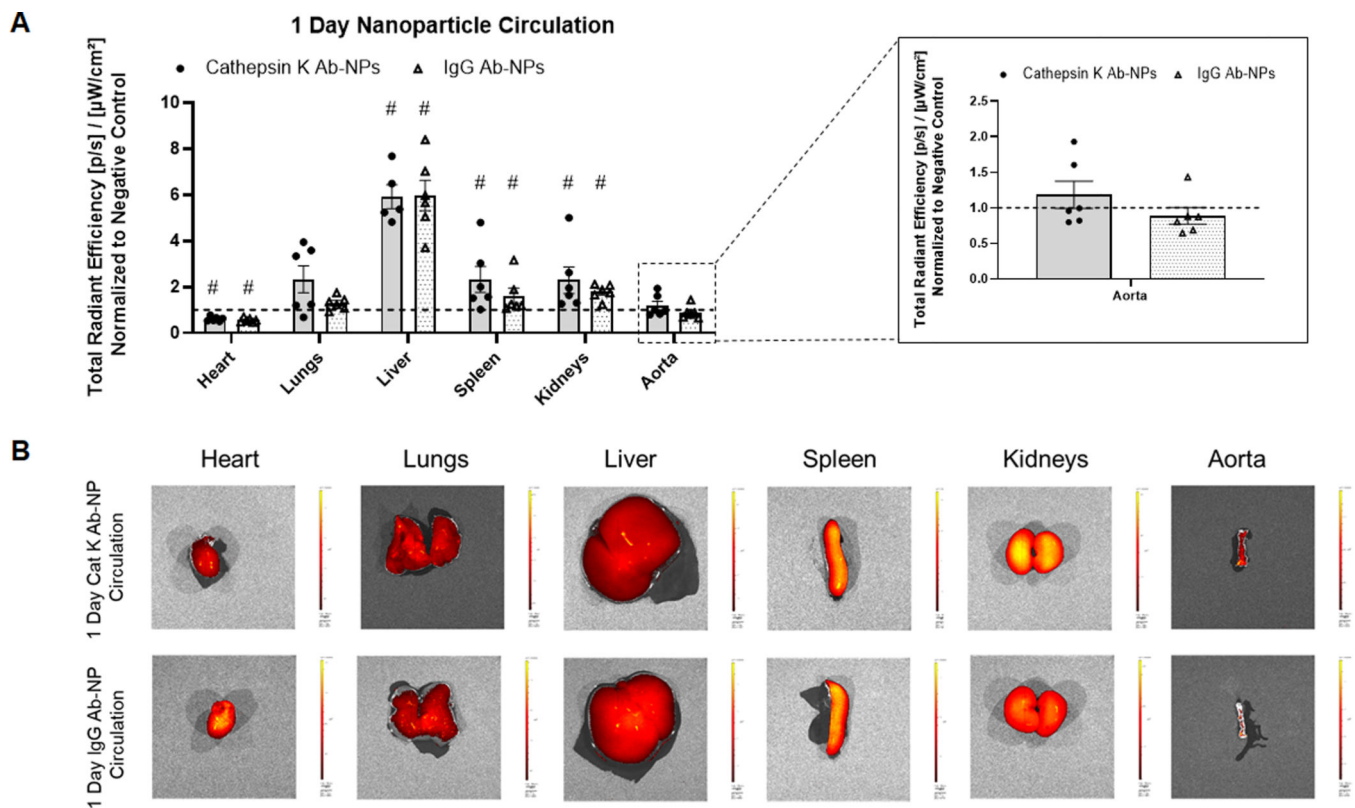 A
1 Day Nanoparticle Circulation
Total Radiant Efficiency [p/s] / [µW/cm²]
Normalized to Negative Control
Cathepsin K Ab-NPs
IgG Ab-NPs
10
8
6
4
2
0
# # # # # # # #
Heart
Lungs
Liver
Spleen
Kidneys
Aorta
Total Radiant Efficiency [p/s] / [µW/cm²]
Normalized to Negative Control
Cathepsin K Ab-NPs
IgG Ab-NPs
2.5
2.0
1.5
1.0
0.5
0.0
Aorta
B
Heart Lungs Liver Spleen Kidneys Aorta
1 Day Cat K Ab-NP
Circulation
1 Day IgG Ab-NP
Circulation